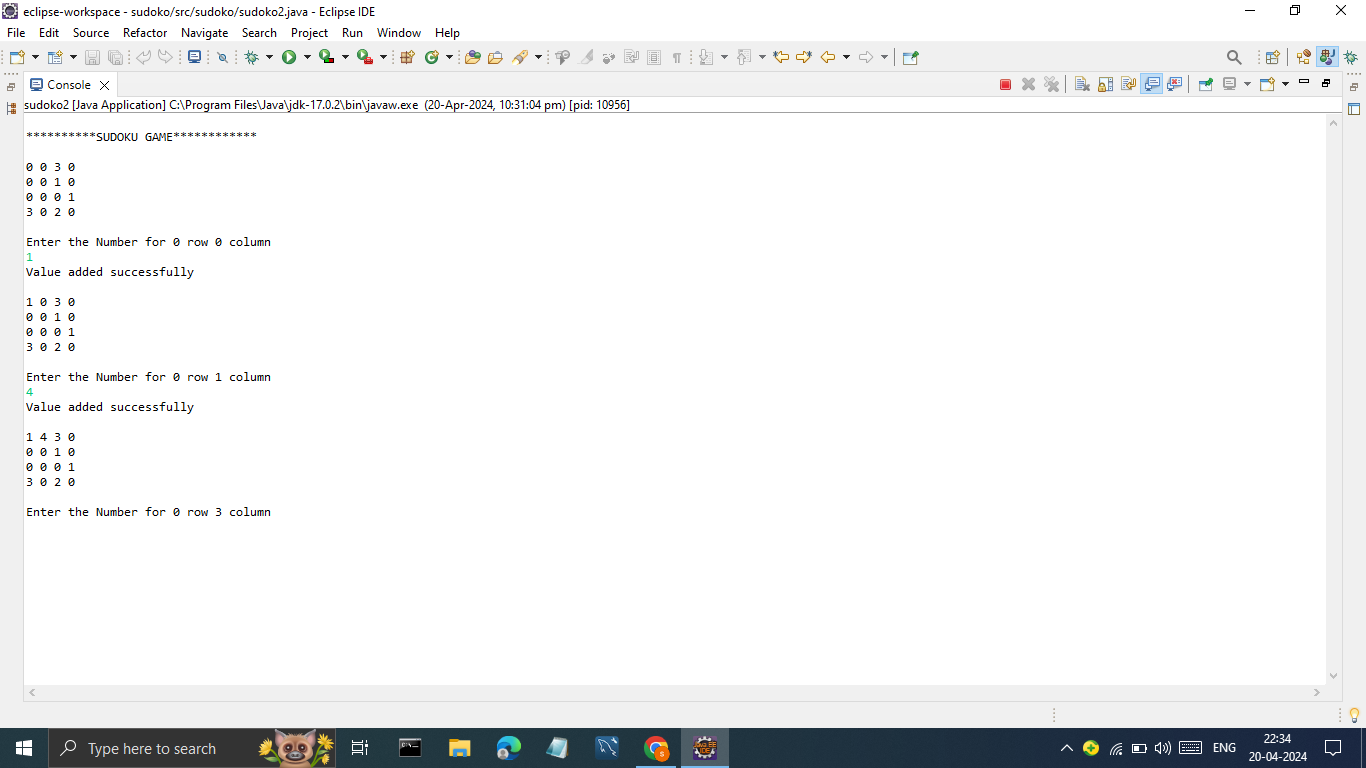 eclipse-workspace - sudoko/src/sudoko/sudoko2.java - Eclipse IDE
File Edit Source Refactor Navigate Search Project Run Window Help
Console
sudoko2 [Java Application] C:\Program Files\Java\jdk-17.0.2\bin\javaw.exe (20-Apr-2024, 10:31:04 pm) [pid: 10956]
**********SUDOKU GAME************
0 0 3 0
0 0 1 0
0 0 0 1
3 0 2 0
Enter the Number for 0 row 0 column
1
Value added successfully
1 0 3 0
0 0 1 0
0 0 0 1
3 0 2 0
Enter the Number for 0 row 1 column
4
Value added successfully
1 4 3 0
0 0 1 0
0 0 0 1
3 0 2 0
Enter the Number for 0 row 3 column
Type here to search
ENG
22:34
20-04-2024